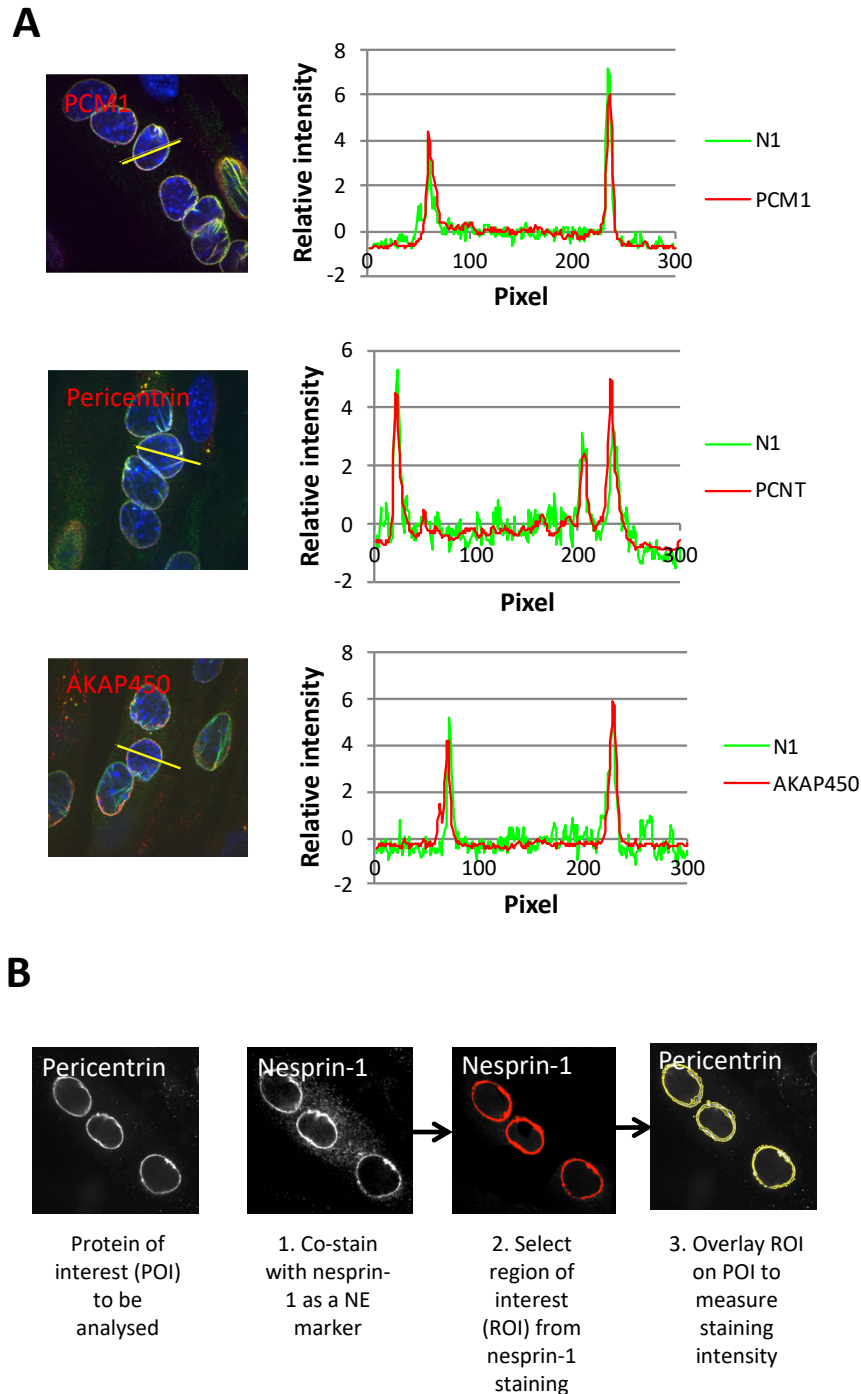 A
PCM1
Relative intensity
8
6
4
2
0
-2
0 100 200 300
Pixel
N1
PCM1
Pericentrin
Relative intensity
6
4
2
0
-2
0 100 200 300
Pixel
N1
PCNT
AKAP450
Relative intensity
8
6
4
2
0
-2
0 100 200 300
Pixel
N1
AKAP450
B
Pericentrin
Nesprin-1
Nesprin-1
Pericentrin
Protein of
interest (POI)
to be
analysed
1. Co-stain
with nesprin-
1 as a NE
marker
2. Select
region of
interest
(ROI) from
nesprin-1
staining
3. Overlay ROI
on POI to
measure
staining
intensity